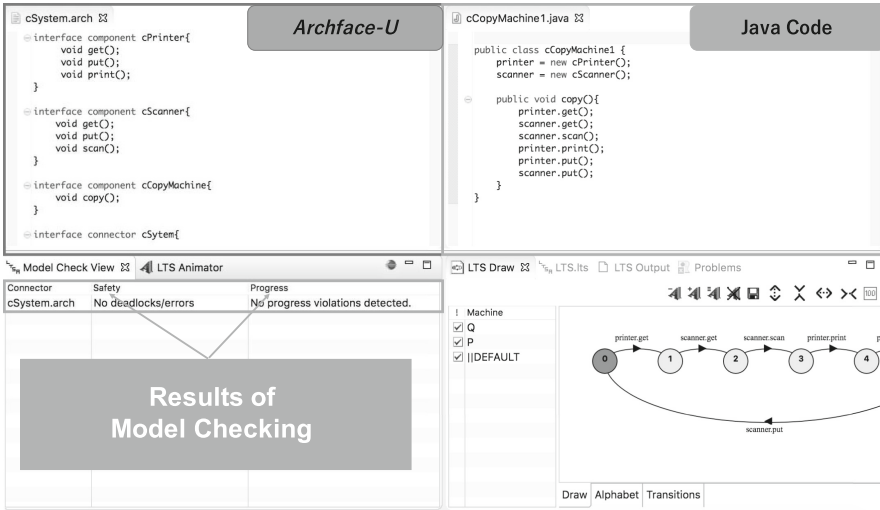 cSystem.arch
Archface-U
interface component cPrinter{
void get();
void put();
void print();
}
interface component cScanner{
void get();
void put();
void scan();
}
interface component cCopyMachine{
void copy();
}
interface connector cSytem{
cCopyMachine1.java
Java Code
public class cCopyMachine1 {
printer = new cPrinter();
scanner = new cScanner();
public void copy(){
printer.get();
scanner.get();
scanner.scan();
printer.print();
printer.put();
scanner.put();
}
}
Model Check View LTS Animator
Connector Safety Progress
cSystem.arch No deadlocks/errors No progress violations detected.
Results of
Model Checking
LTS Draw LTS.lts LTS Output Problems
100
! Machine
Q
P
||DEFAULT
printer.get scanner.get scanner.scan printer.print p
0 1 2 3 4
scanner.put
Draw Alphabet Transitions